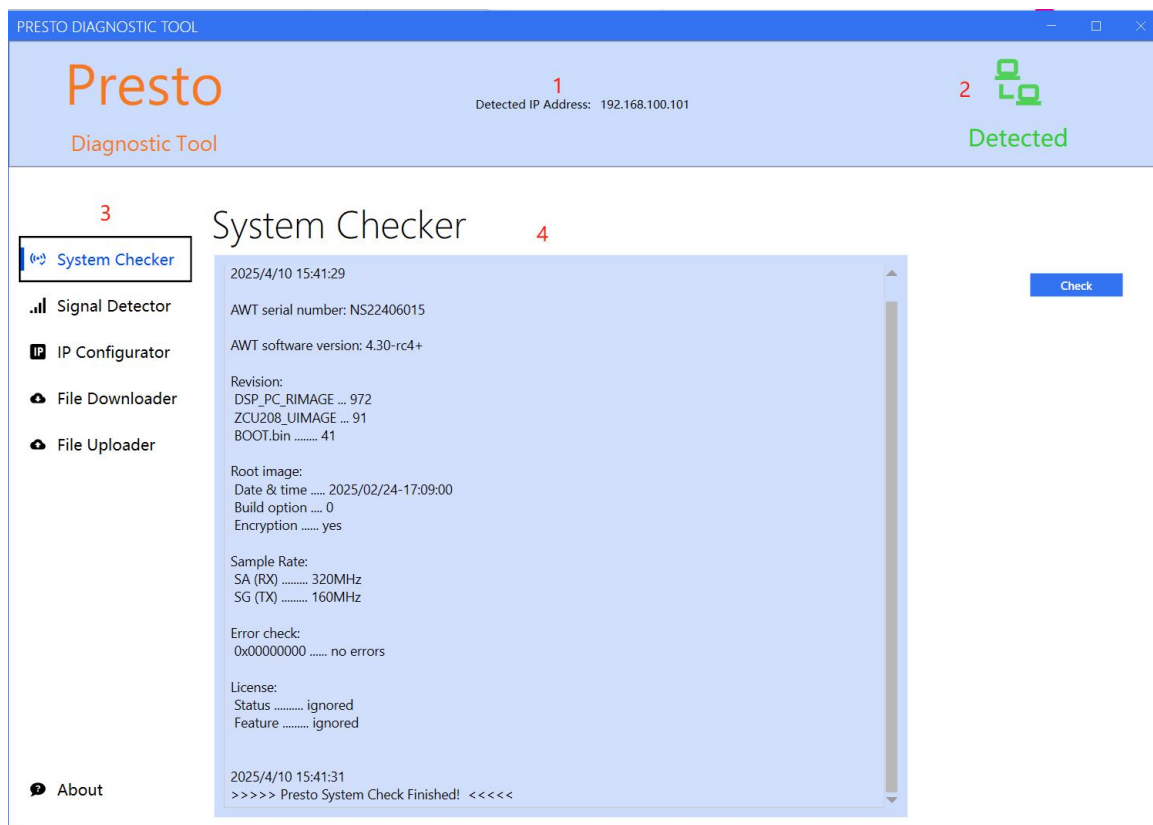 PRESTO DIAGNOSTIC TOOL
Presto
Diagnostic Tool
1
Detected IP Address: 192.168.100.101
2
Detected
3
System Checker
Signal Detector
IP Configurator
File Downloader
File Uploader
About
System Checker
4
2025/4/10 15:41:29
AWT serial number: NS22406015
AWT software version: 4.30-rc4+
Revision:
DSP_PC_RIMAGE ... 972
ZCU208_UIMAGE ... 91
BOOT.bin ........ 41
Root image:
Date & time ..... 2025/02/24-17:09:00
Build option .... 0
Encryption ...... yes
Sample Rate:
SA (RX) ......... 320MHz
SG (TX) ......... 160MHz
Error check:
0x00000000 ...... no errors
License:
Status .......... ignored
Feature ......... ignored
2025/4/10 15:41:31
>>>>> Presto System Check Finished! <<<<<
Check